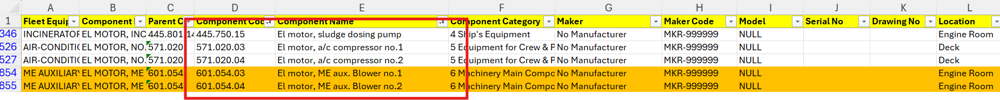 A B C D E F G H I J K L
1 Fleet Equip Component Parent C Component Cod Component Name Component Category Maker Maker Code Model Serial No Drawing No Location
346 INCINERATOR EL MOTOR, INC 445.801.14 445.750.15 El motor, sludge dosing pump 4 Ship's Equipment No Manufacturer MKR-999999 NULL Engine Room
526 AIR-CONDITIO EL MOTOR, NO. 571.020 571.020.03 El motor, a/c compressor no.1 5 Equipment for Crew & P No Manufacturer MKR-999999 NULL Deck
527 AIR-CONDITIO EL MOTOR, NO. 571.020 571.020.04 El motor, a/c compressor no.2 5 Equipment for Crew & P No Manufacturer MKR-999999 NULL Deck
854 ME AUXILIARY EL MOTOR, ME 601.054 601.054.03 El motor, ME aux. Blower no.1 6 Machinery Main Compo No Manufacturer MKR-999999 NULL Engine Room
855 ME AUXILIARY EL MOTOR, ME 601.054 601.054.04 El motor, ME aux. Blower no.2 6 Machinery Main Compo No Manufacturer MKR-999999 NULL Engine Room